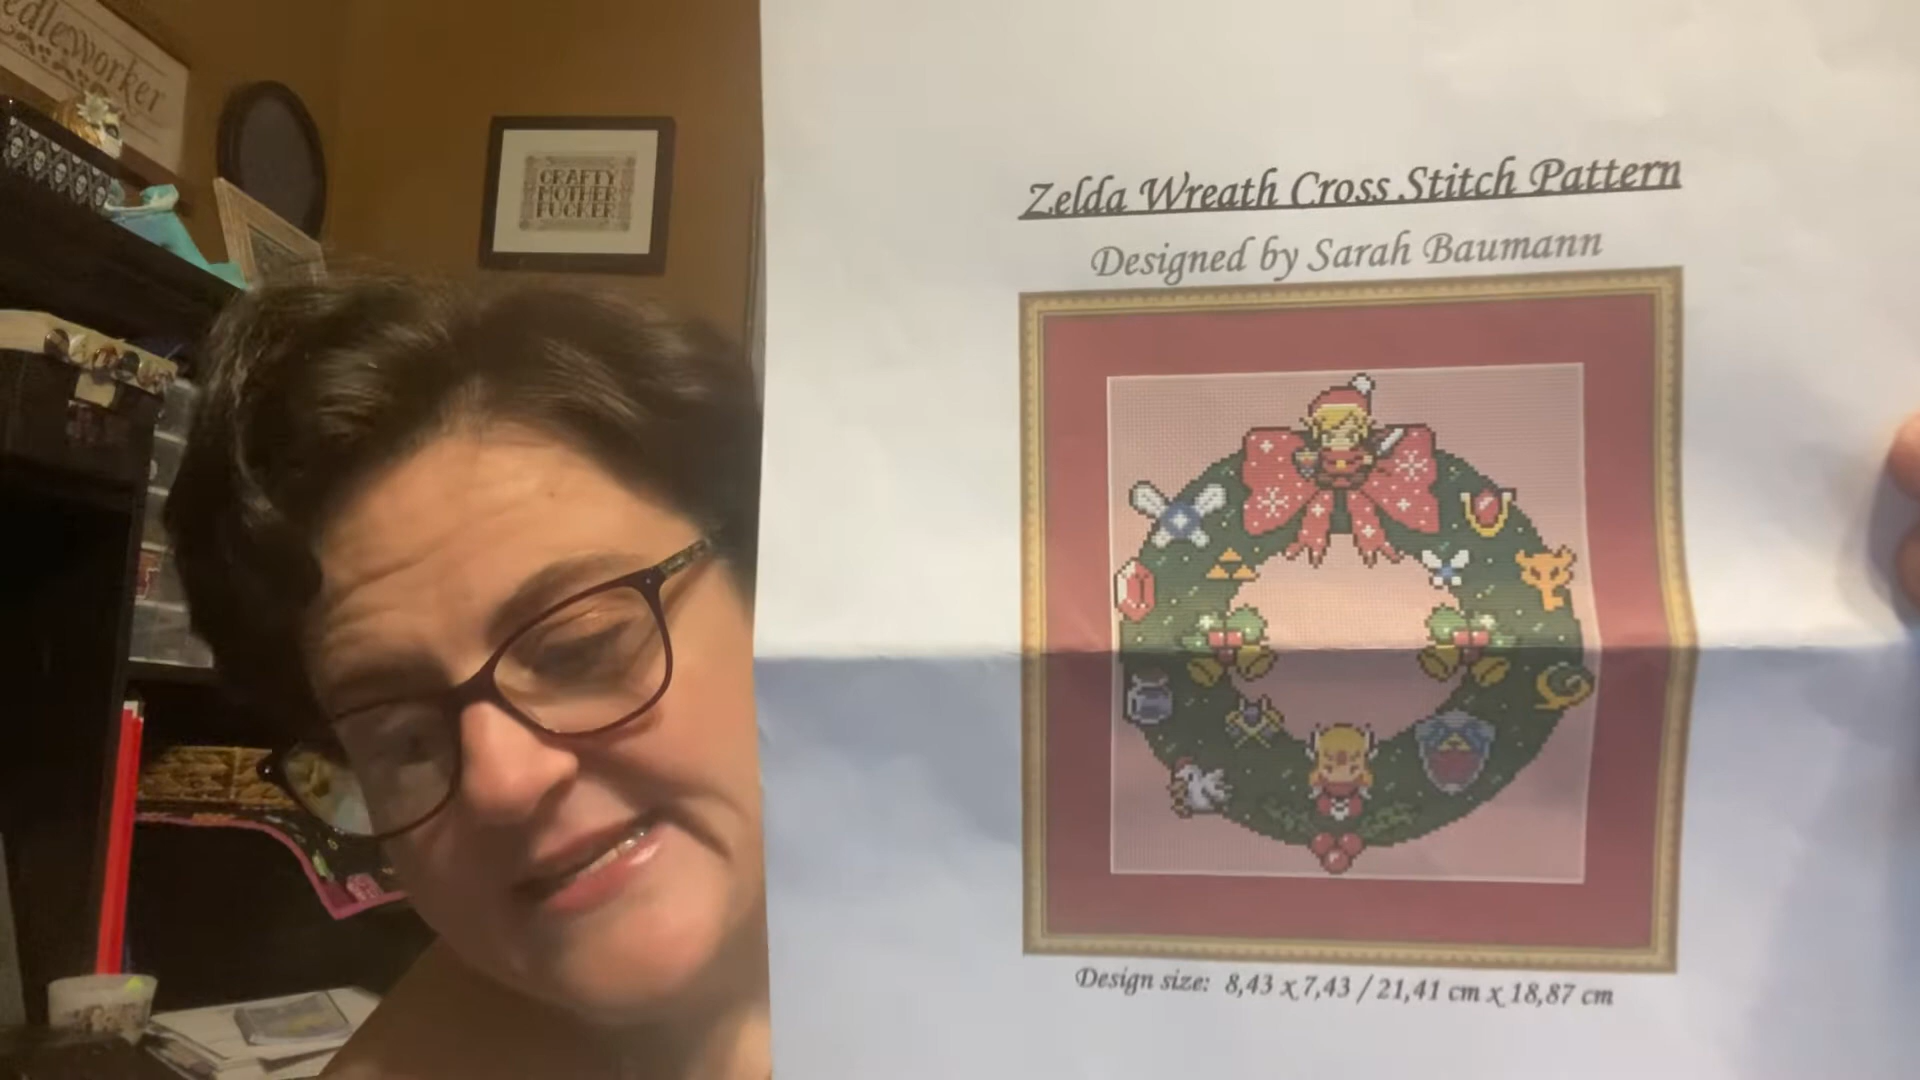 needleworker
CRAFTY
MOTHER
FUCKER
Zelda Wreath Cross Stitch Pattern
Designed by Sarah Baumann
Design size: 8,43 x 7,43 / 21,41 cm x 18,87 cm